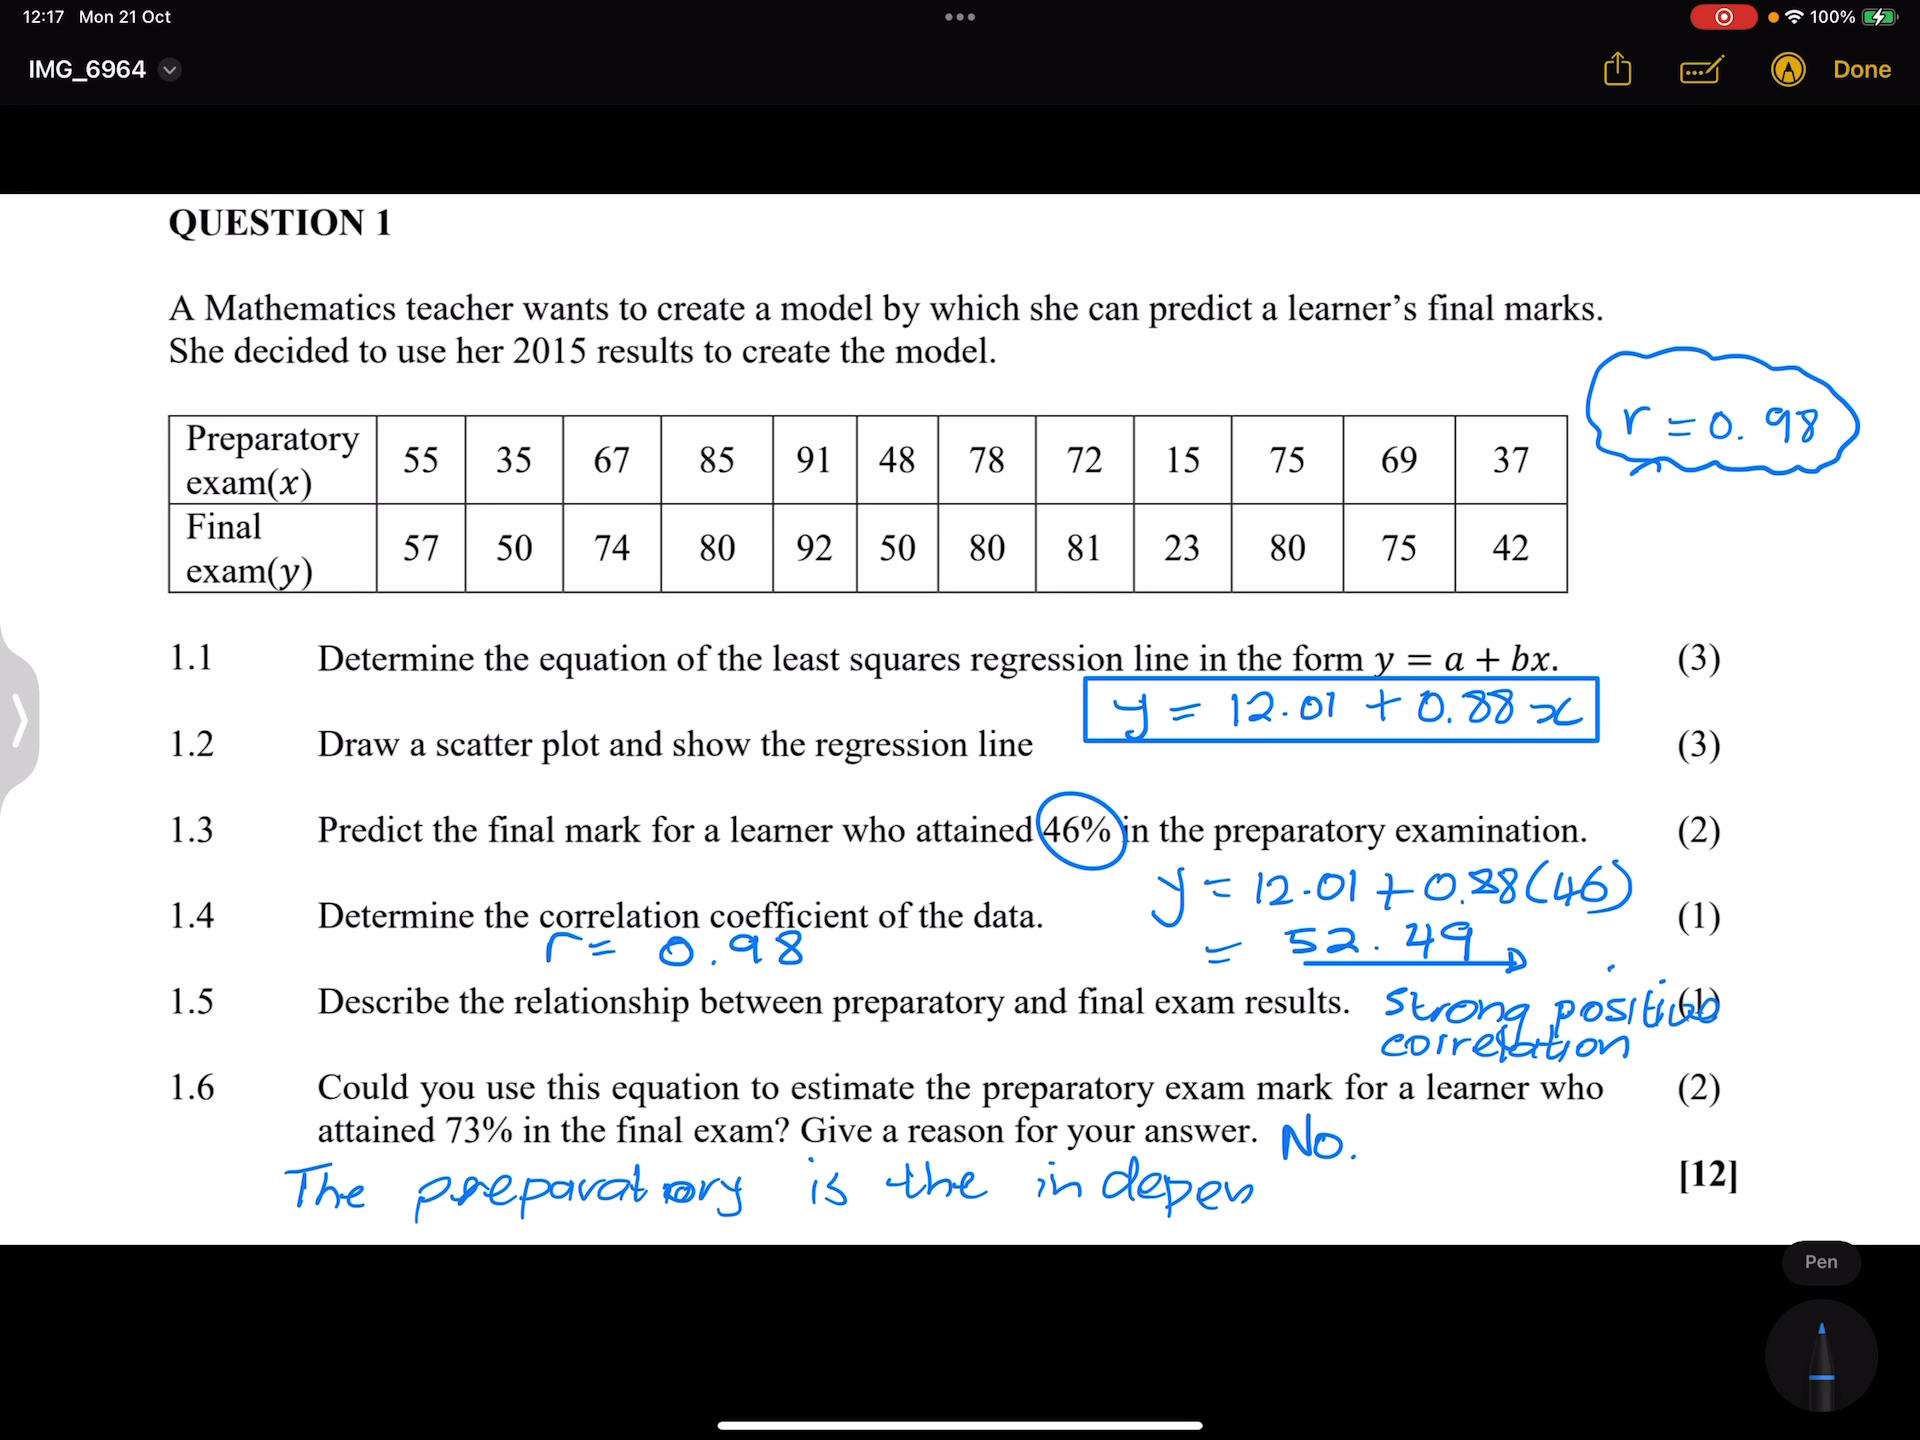 12:17 Mon 21 Oct
100%
IMG_6964
Done
QUESTION 1
A Mathematics teacher wants to create a model by which she can predict a learner’s final marks.
She decided to use her 2015 results to create the model.
r = 0.98
Preparatory exam(x) 55 35 67 85 91 48 78 72 15 75 69 37
Final exam(y) 57 50 74 80 92 50 80 81 23 80 75 42
1.1 Determine the equation of the least squares regression line in the form y = a + bx. (3)
y = 12.01 + 0.88x
1.2 Draw a scatter plot and show the regression line (3)
1.3 Predict the final mark for a learner who attained 46% in the preparatory examination. (2)
y = 12.01 + 0.88(46)
1.4 Determine the correlation coefficient of the data. (1)
r = 0.98
= 52.49
1.5 Describe the relationship between preparatory and final exam results. (1)
strong positive
correlation
1.6 Could you use this equation to estimate the preparatory exam mark for a learner who (2)
attained 73% in the final exam? Give a reason for your answer. No.
The preparatory is the indepen
[12]
Pen